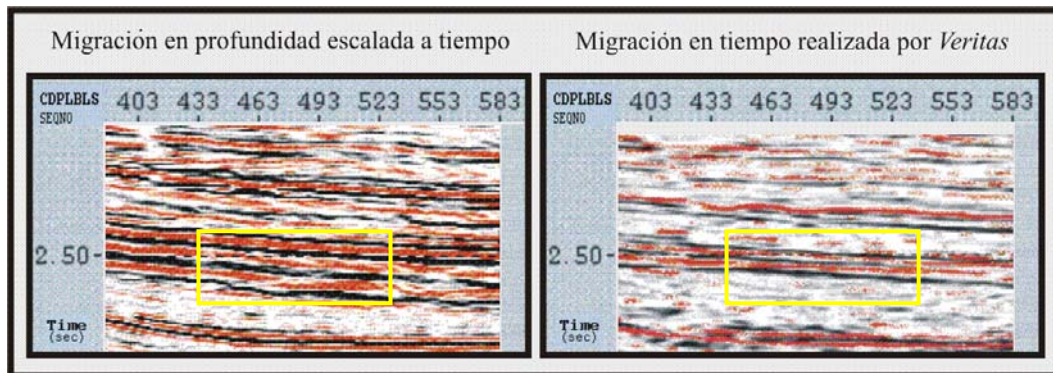 Migración en profundidad escalada a tiempo
Migración en tiempo realizada por Veritas
CDPLBLS 403 433 463 493 523 553 583
SEQNO
2.50-
Time
(sec)
CDPLBLS 403 433 463 493 523 553 583
SEQNO
2.50-
Time
(sec)